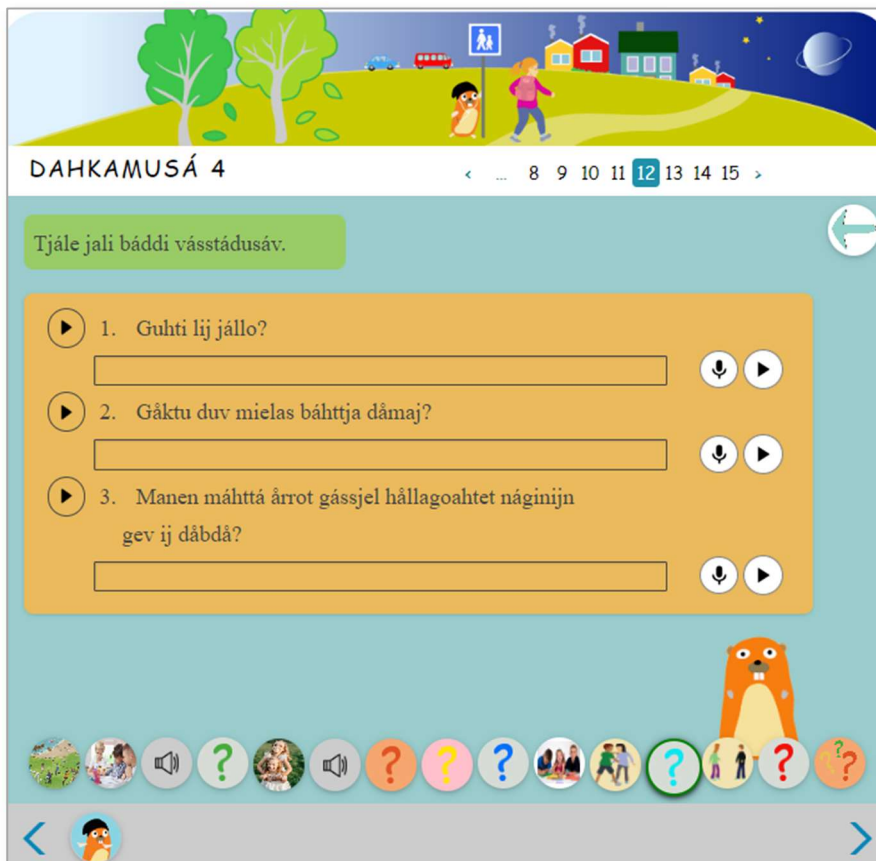 DAHKAMUSÁ 4
‹ ... 8 9 10 11 12 13 14 15 ›
Tjále jali báddi vásstádusáv.
1. Guhti lij jállo?
2. Gåktu duv mielas báhttja dåmaj?
3. Manen máhttá årrot gássjel hållagoahtet náginijn
gev ij dåbdå?
? ? ? ? ? ? ? ? ?